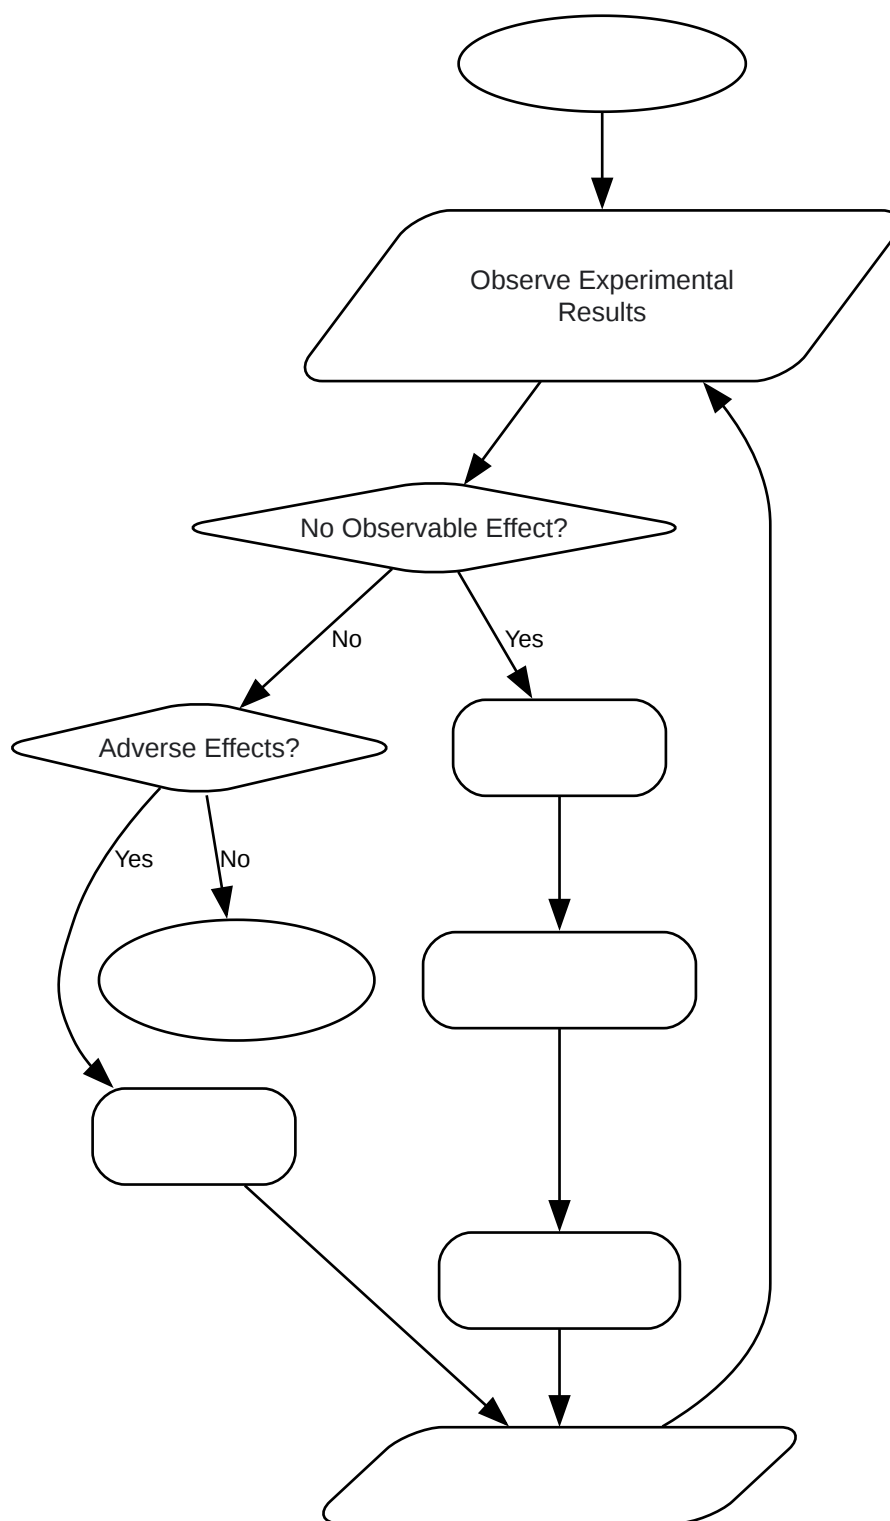 Observe Experimental
Results
No Observable Effect?
No
Yes
Adverse Effects?
Yes
No